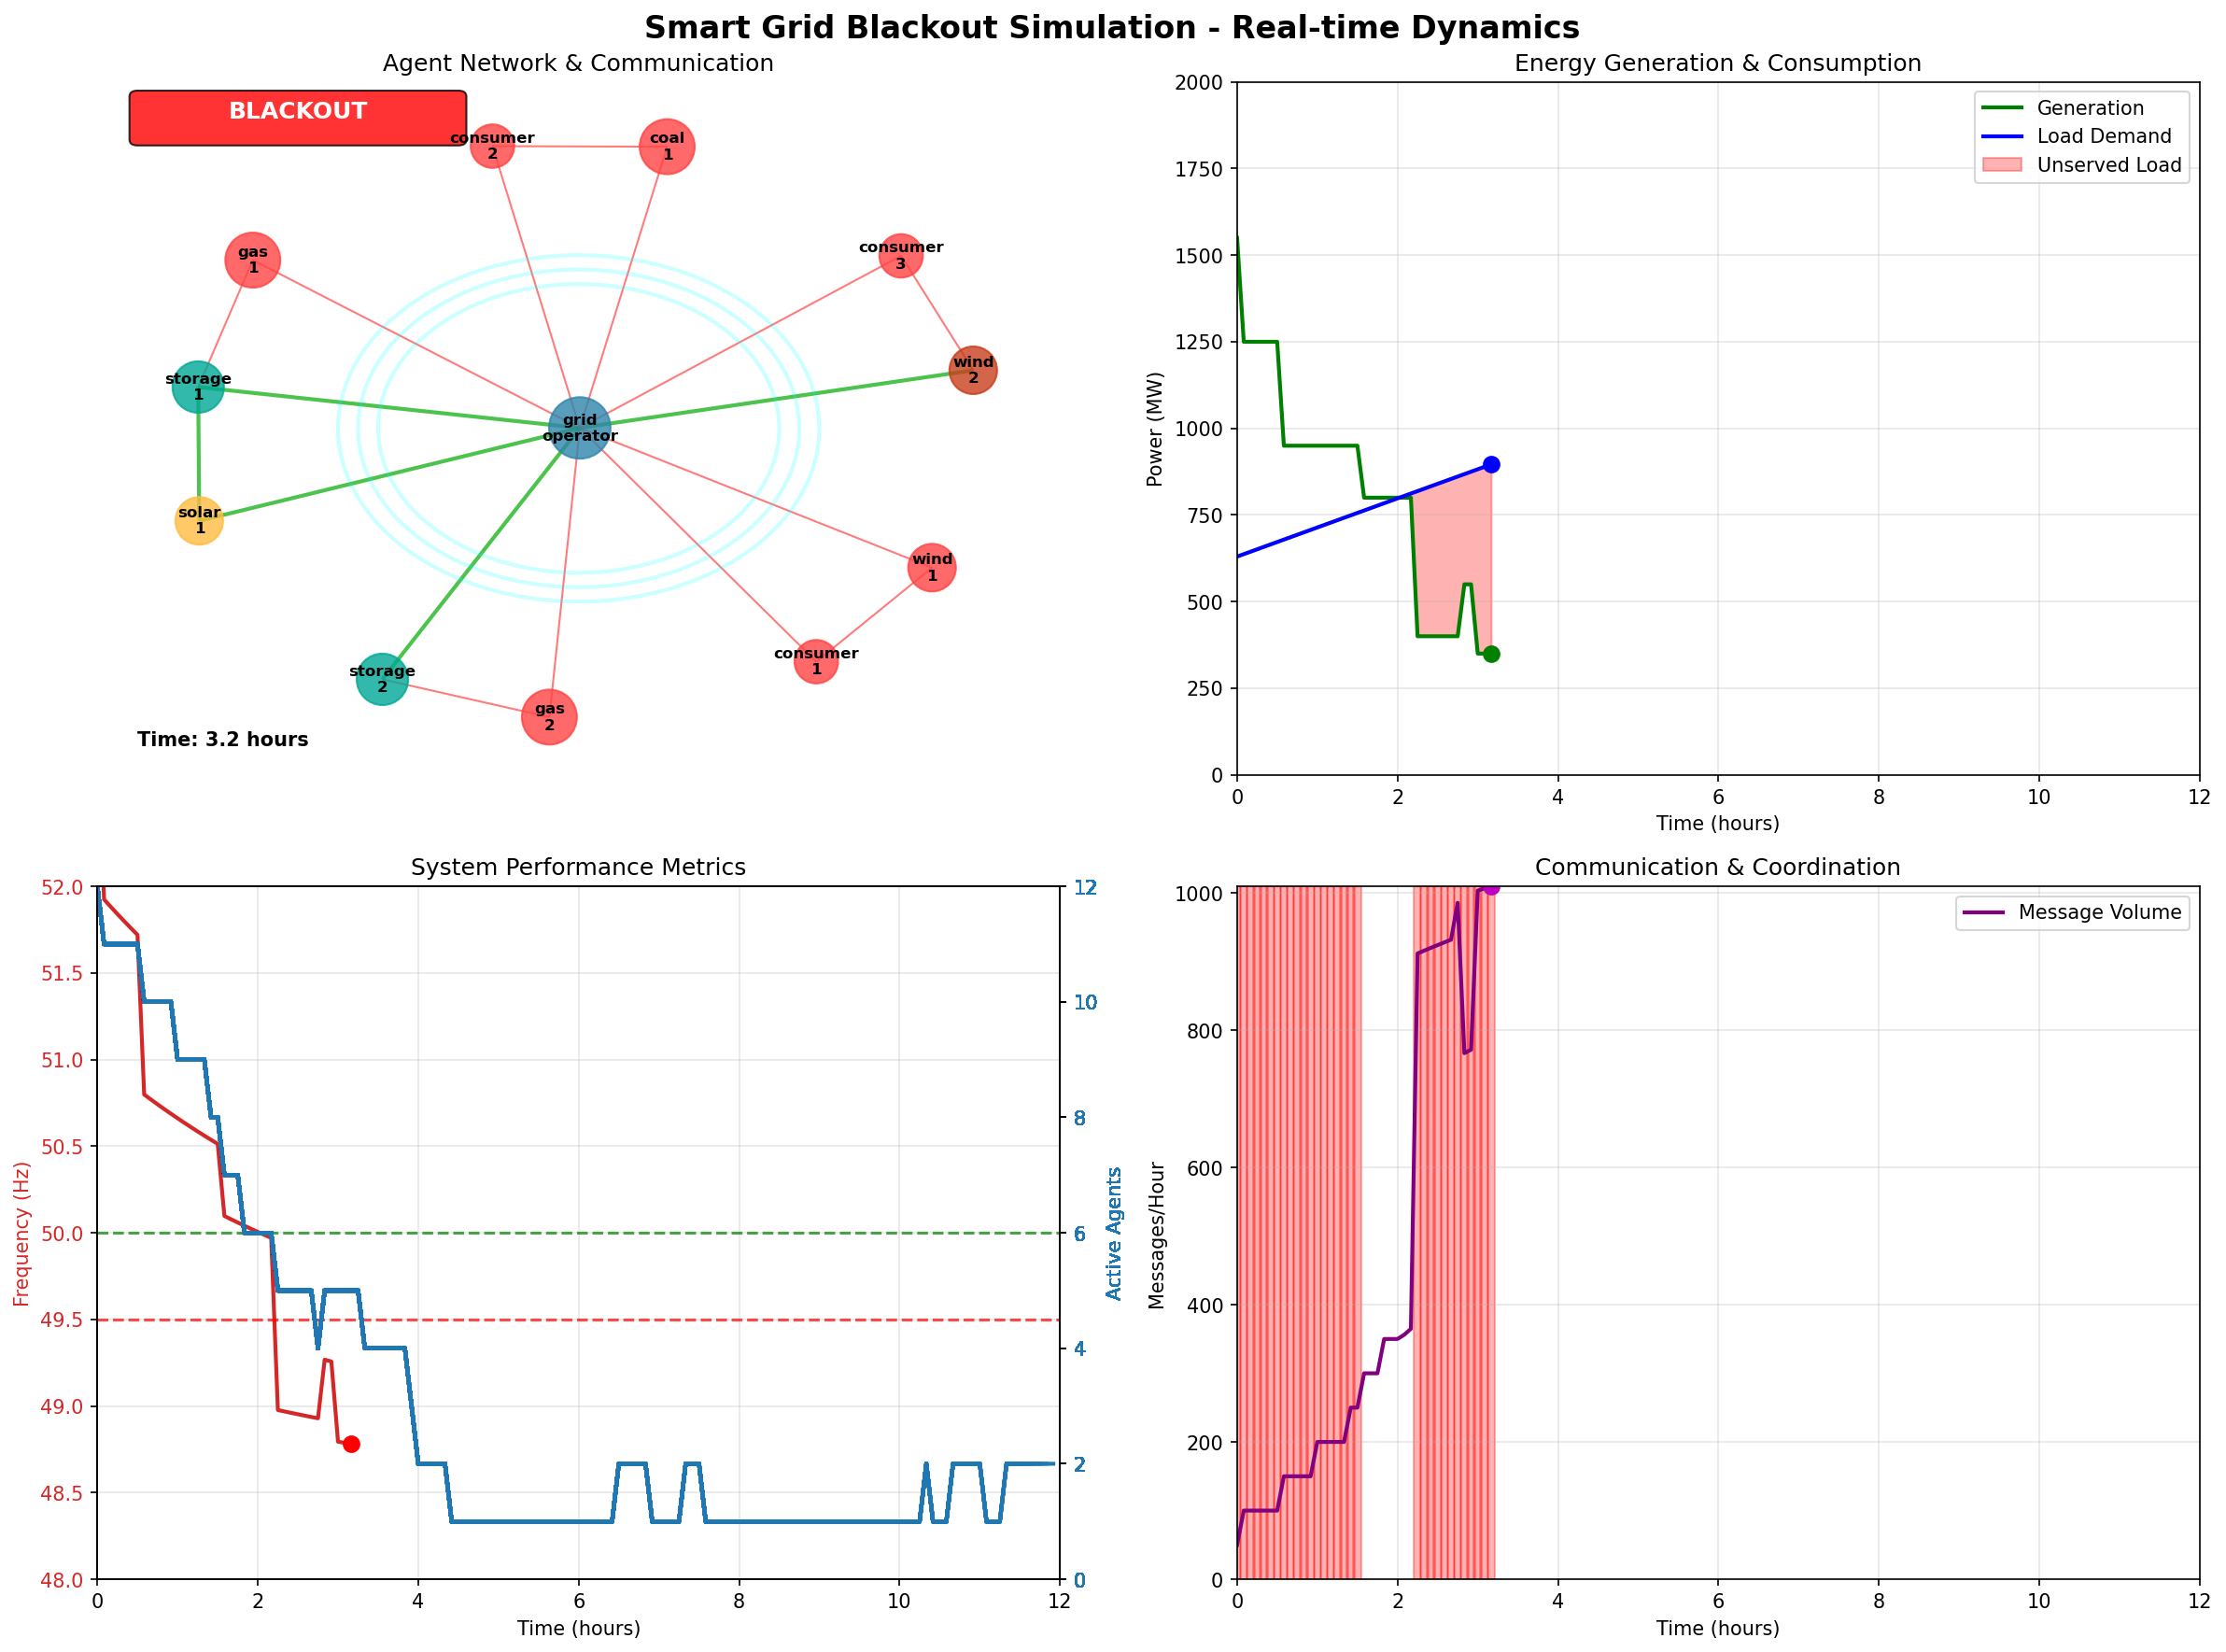 Smart Grid Blackout Simulation - Real-time Dynamics
Agent Network & Communication
BLACKOUT
consumer
2
coal
1
gas
1
consumer
3
storage
1
wind
2
grid
operator
solar
1
wind
1
consumer
1
storage
2
gas
2
Time: 3.2 hours
Energy Generation & Consumption
Generation
Load Demand
Unserved Load
Power (MW)
2000
1750
1500
1250
1000
750
500
250
0
0 2 4 6 8 10 12
Time (hours)
System Performance Metrics
Frequency (Hz)
52.0
51.5
51.0
50.5
50.0
49.5
49.0
48.5
48.0
12
10
8
6
4
2
0
Active Agents
0 2 4 6 8 10 12
Time (hours)
Communication & Coordination
Message Volume
Messages/Hour
1000
800
600
400
200
0
0 2 4 6 8 10 12
Time (hours)